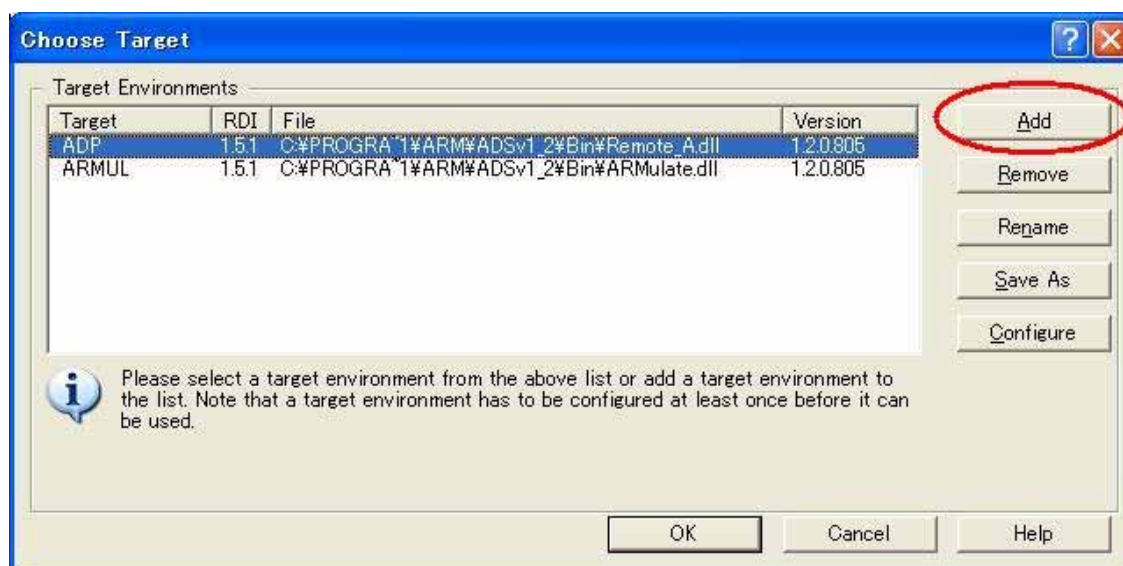 Choose Target
Target Environments
Target RDI File Version
ADP 1.5.1 C:¥PROGRA~1¥ARM¥ADSv1_2¥Bin¥Remote_A.dll 1.2.0.805
ARMUL 1.5.1 C:¥PROGRA~1¥ARM¥ADSv1_2¥Bin¥ARMulate.dll 1.2.0.805
Add
Remove
Rename
Save As
Configure
Please select a target environment from the above list or add a target environment to
the list. Note that a target environment has to be configured at least once before it can
be used.
OK Cancel Help